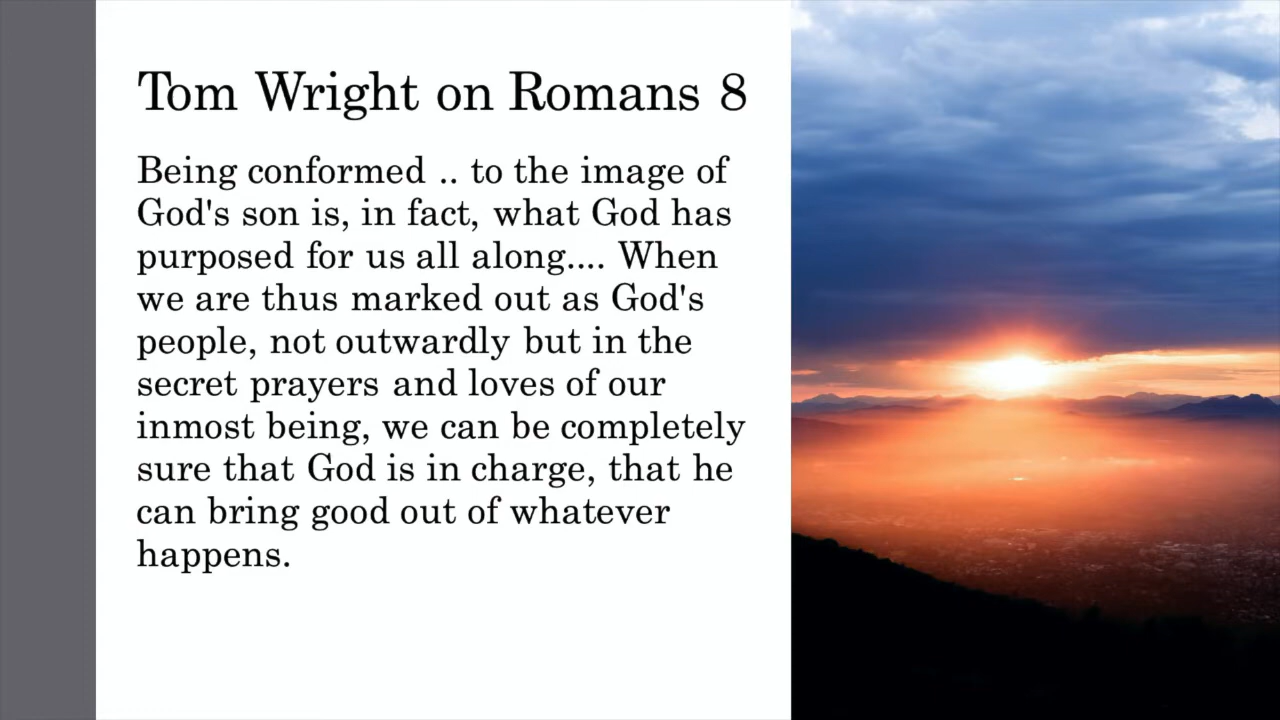 Tom Wright on Romans 8
Being conformed .. to the image of
God's son is, in fact, what God has
purposed for us all along.... When
we are thus marked out as God's
people, not outwardly but in the
secret prayers and loves of our
inmost being, we can be completely
sure that God is in charge, that he
can bring good out of whatever
happens.